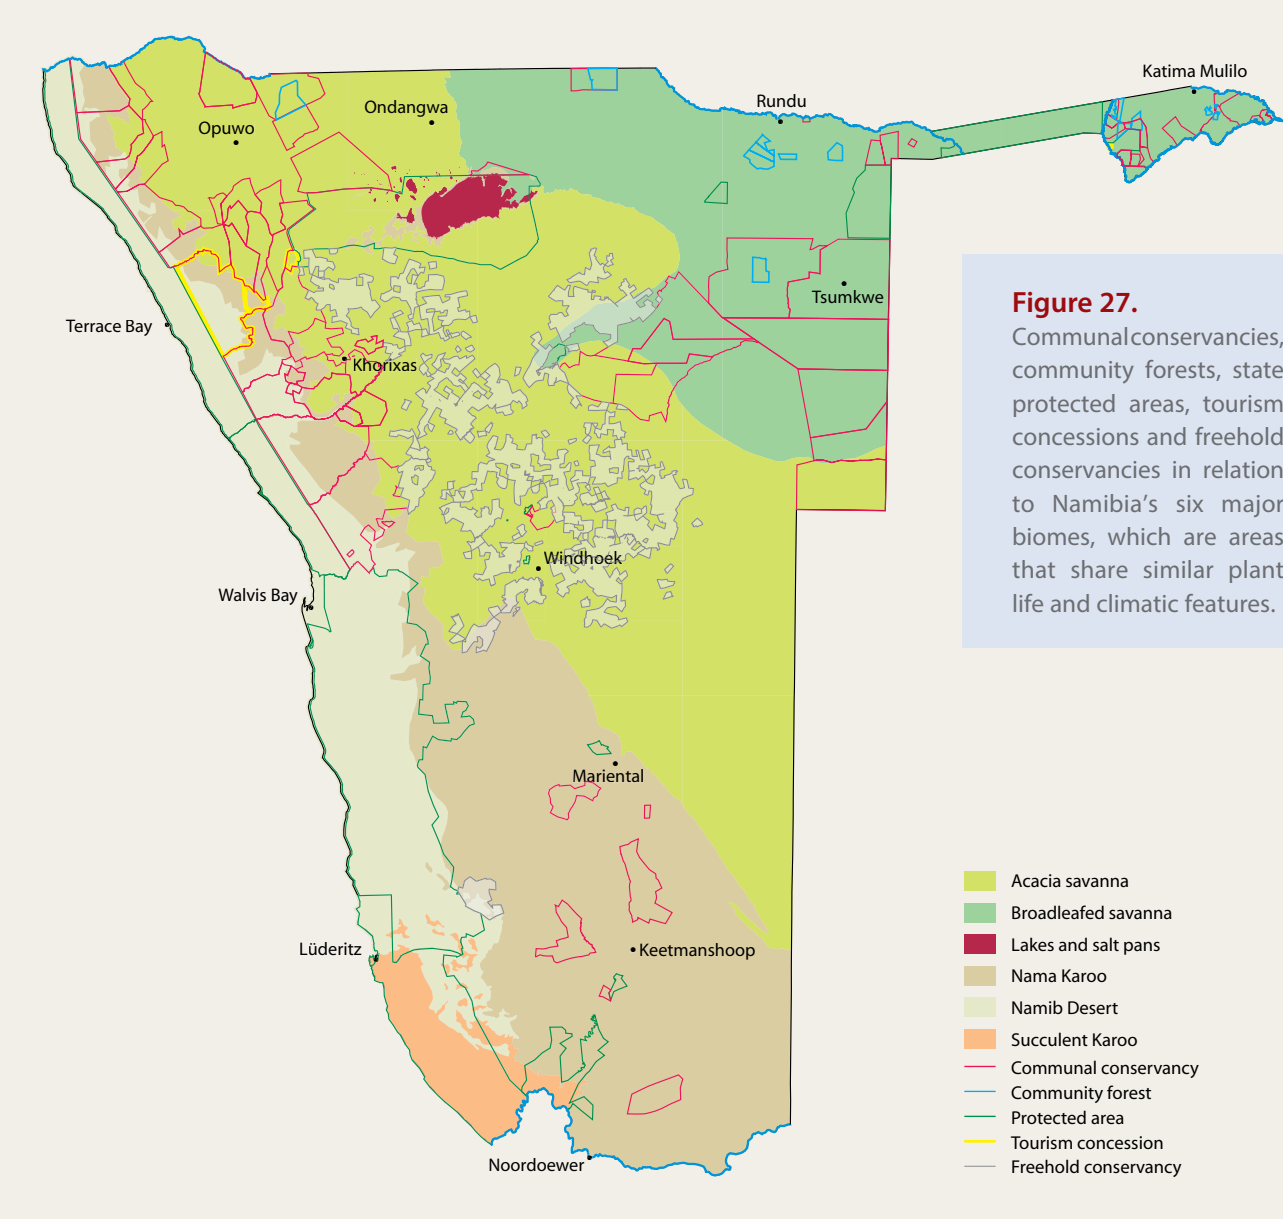 Katima Mulilo
Rundu
Ondangwa
Opuwo
Tsumkwe
Terrace Bay
Khorixas
Windhoek
Walvis Bay
Mariental
Lüderitz
Keetmanshoop
Noordoewer
Figure 27.
Communal conservancies,
community forests, state
protected areas, tourism
concessions and freehold
conservancies in relation
to Namibia's six major
biomes, which are areas
that share similar plant
life and climatic features.
Acacia savanna
Broadleafed savanna
Lakes and salt pans
Nama Karoo
Namib Desert
Succulent Karoo
Communal conservancy
Community forest
Protected area
Tourism concession
Freehold conservancy